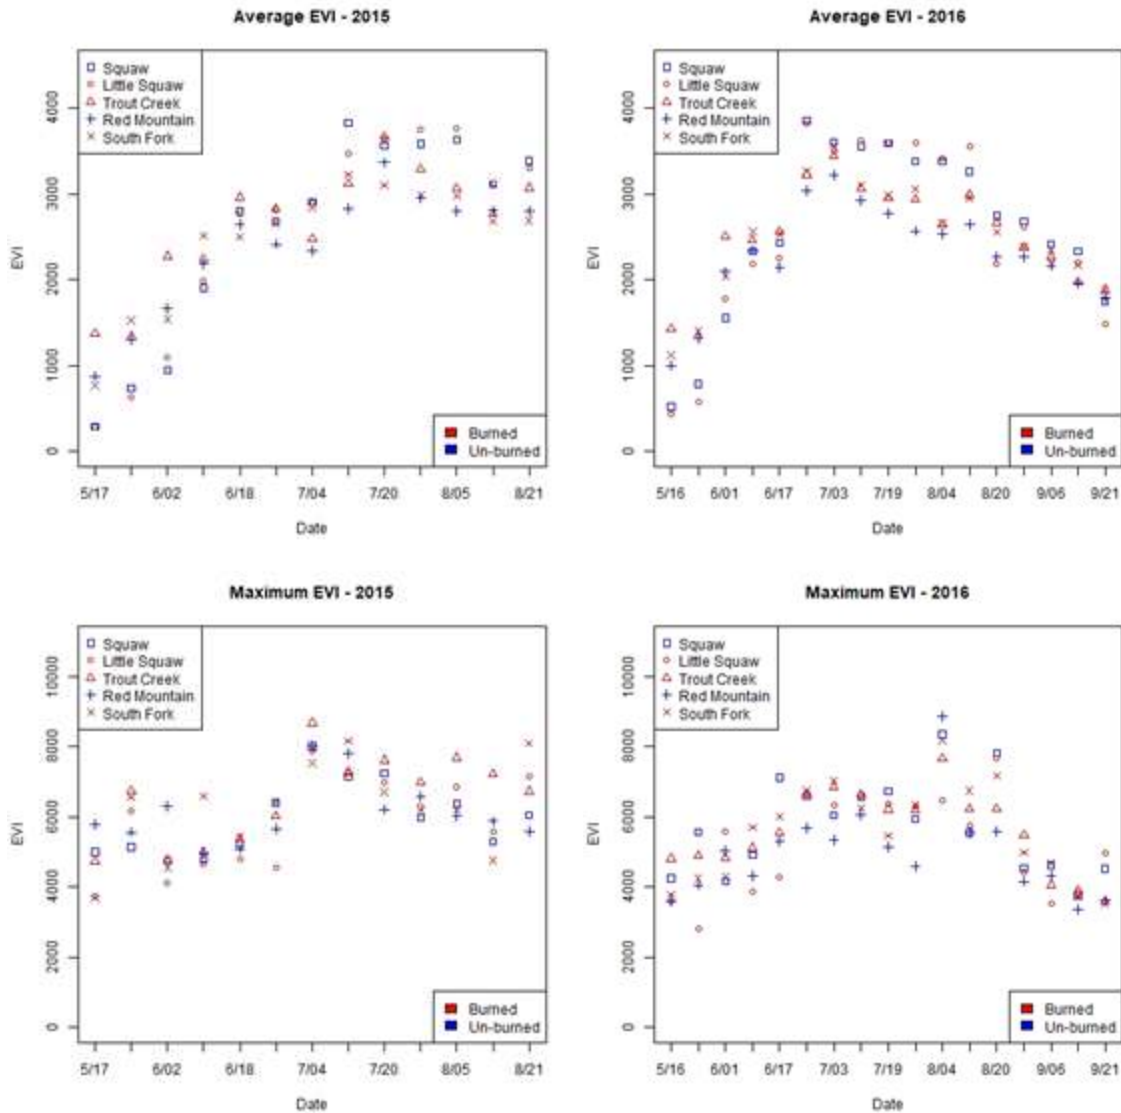 Average EVI - 2015
Squaw
Little Squaw
Trout Creek
Red Mountain
South Fork
EVI
4000
3000
2000
1000
0
Burned
Un-burned
5/17 6/02 6/18 7/04 7/20 8/05 8/21
Date
Average EVI - 2016
Squaw
Little Squaw
Trout Creek
Red Mountain
South Fork
EVI
4000
3000
2000
1000
0
Burned
Un-burned
5/16 6/01 6/17 7/03 7/19 8/04 8/20 9/06 9/21
Date
Maximum EVI - 2015
Squaw
Little Squaw
Trout Creek
Red Mountain
South Fork
EVI
10000
8000
6000
4000
2000
0
Burned
Un-burned
5/17 6/02 6/18 7/04 7/20 8/05 8/21
Date
Maximum EVI - 2016
Squaw
Little Squaw
Trout Creek
Red Mountain
South Fork
EVI
10000
8000
6000
4000
2000
0
Burned
Un-burned
5/16 6/01 6/17 7/03 7/19 8/04 8/20 9/06 9/21
Date